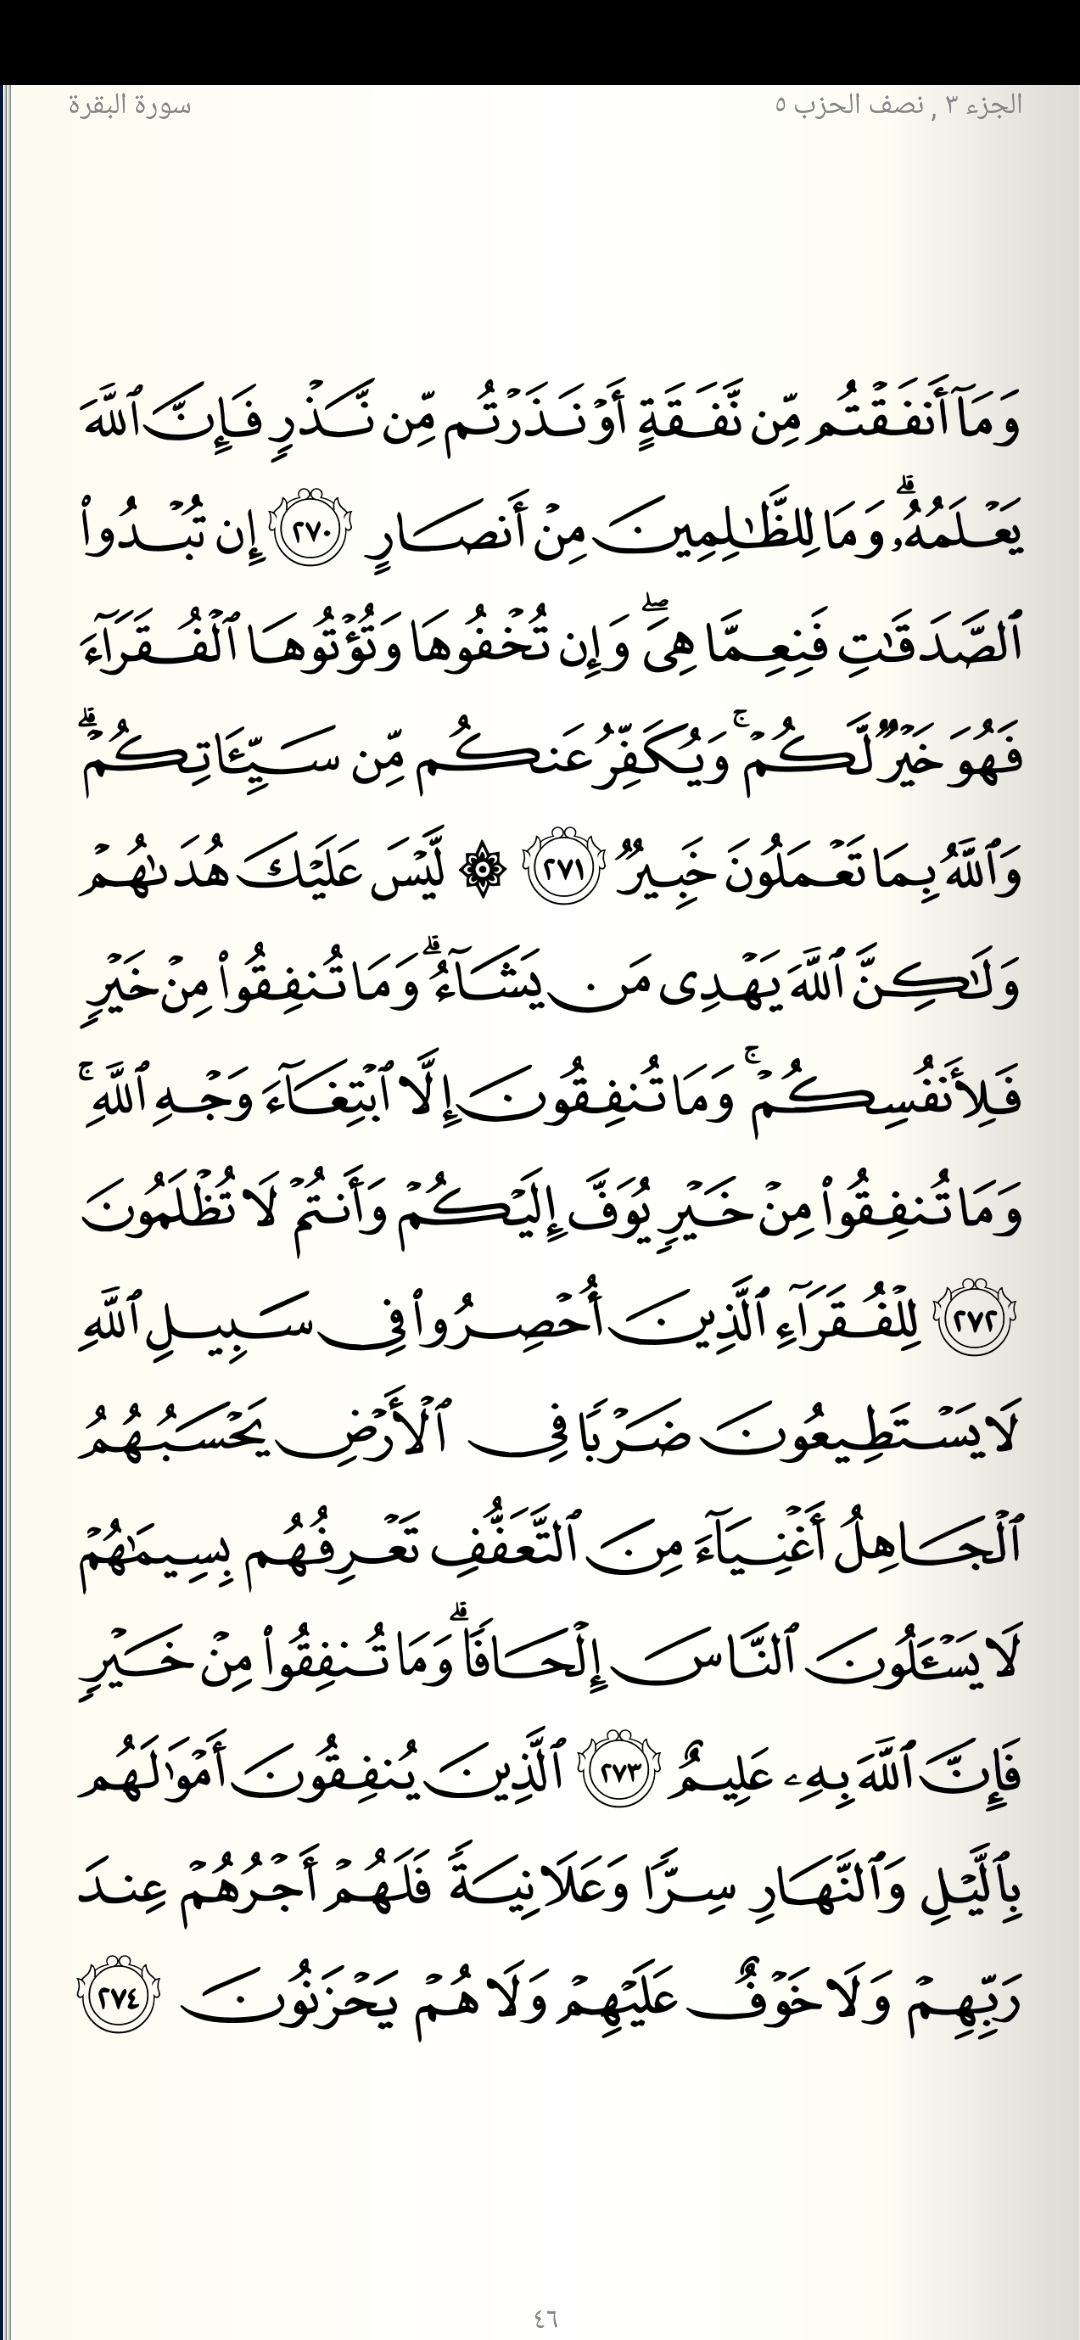 الجزء ٣ , نصف الحزب ٥
سورة البقرة
وَمَآ أَنفَقۡتُم مِّن نَّفَقَةٍ أَوۡ نَذَرۡتُم مِّن نَّذۡرٖ فَإِنَّ ٱللَّهَ
يَعۡلَمُهُۥۗ وَمَا لِلظَّٰلِمِينَ مِنۡ أَنصَارٍ ٢٧٠ إِن تُبۡدُواْ
ٱلصَّدَقَٰتِ فَنِعِمَّا هِيَۖ وَإِن تُخۡفُوهَا وَتُؤۡتُوهَا ٱلۡفُقَرَآءَ
فَهُوَ خَيۡرٞ لَّكُمۡۚ وَيُكَفِّرُ عَنكُم مِّن سَيِّـَٔاتِكُمۡۗ
وَٱللَّهُ بِمَا تَعۡمَلُونَ خَبِيرٞ ٢٧١ ۞ لَّيۡسَ عَلَيۡكَ هُدَىٰهُمۡ
وَلَٰكِنَّ ٱللَّهَ يَهۡدِي مَن يَشَآءُۗ وَمَا تُنفِقُواْ مِنۡ خَيۡرٖ
فَلِأَنفُسِكُمۡۚ وَمَا تُنفِقُونَ إِلَّا ٱبۡتِغَآءَ وَجۡهِ ٱللَّهِۚ
وَمَا تُنفِقُواْ مِنۡ خَيۡرٖ يُوَفَّ إِلَيۡكُمۡ وَأَنتُمۡ لَا تُظۡلَمُونَ
٢٧٢ لِلۡفُقَرَآءِ ٱلَّذِينَ أُحۡصِرُواْ فِي سَبِيلِ ٱللَّهِ
لَا يَسۡتَطِيعُونَ ضَرۡبٗا فِي ٱلۡأَرۡضِ يَحۡسَبُهُمُ
ٱلۡجَاهِلُ أَغۡنِيَآءَ مِنَ ٱلتَّعَفُّفِ تَعۡرِفُهُم بِسِيمَٰهُمۡ
لَا يَسۡـَٔلُونَ ٱلنَّاسَ إِلۡحَافٗاۗ وَمَا تُنفِقُواْ مِنۡ خَيۡرٖ
فَإِنَّ ٱللَّهَ بِهِۦ عَلِيمٌ ٢٧٣ ٱلَّذِينَ يُنفِقُونَ أَمۡوَٰلَهُم
بِٱلَّيۡلِ وَٱلنَّهَارِ سِرّٗا وَعَلَانِيَةٗ فَلَهُمۡ أَجۡرُهُمۡ عِندَ
رَبِّهِمۡ وَلَا خَوۡفٌ عَلَيۡهِمۡ وَلَا هُمۡ يَحۡزَنُونَ ٢٧٤
٤٦